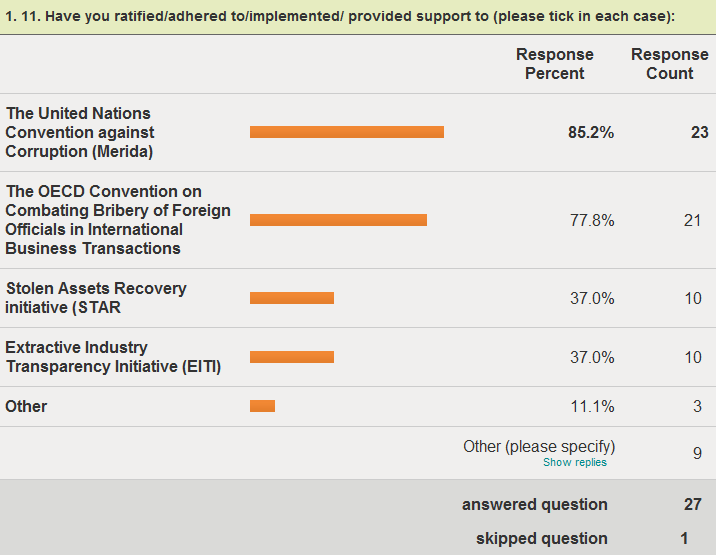 1. 11. Have you ratified/adhered to/implemented/ provided support to (please tick in each case):
Response Percent
Response Count
The United Nations
Convention against
Corruption (Merida)
85.2%
23
The OECD Convention on
Combating Bribery of Foreign
Officials in International
Business Transactions
77.8%
21
Stolen Assets Recovery
initiative (STAR
37.0%
10
Extractive Industry
Transparency Initiative (EITI)
37.0%
10
Other
11.1%
3
Other (please specify)
Show replies
9
answered question
27
skipped question
1